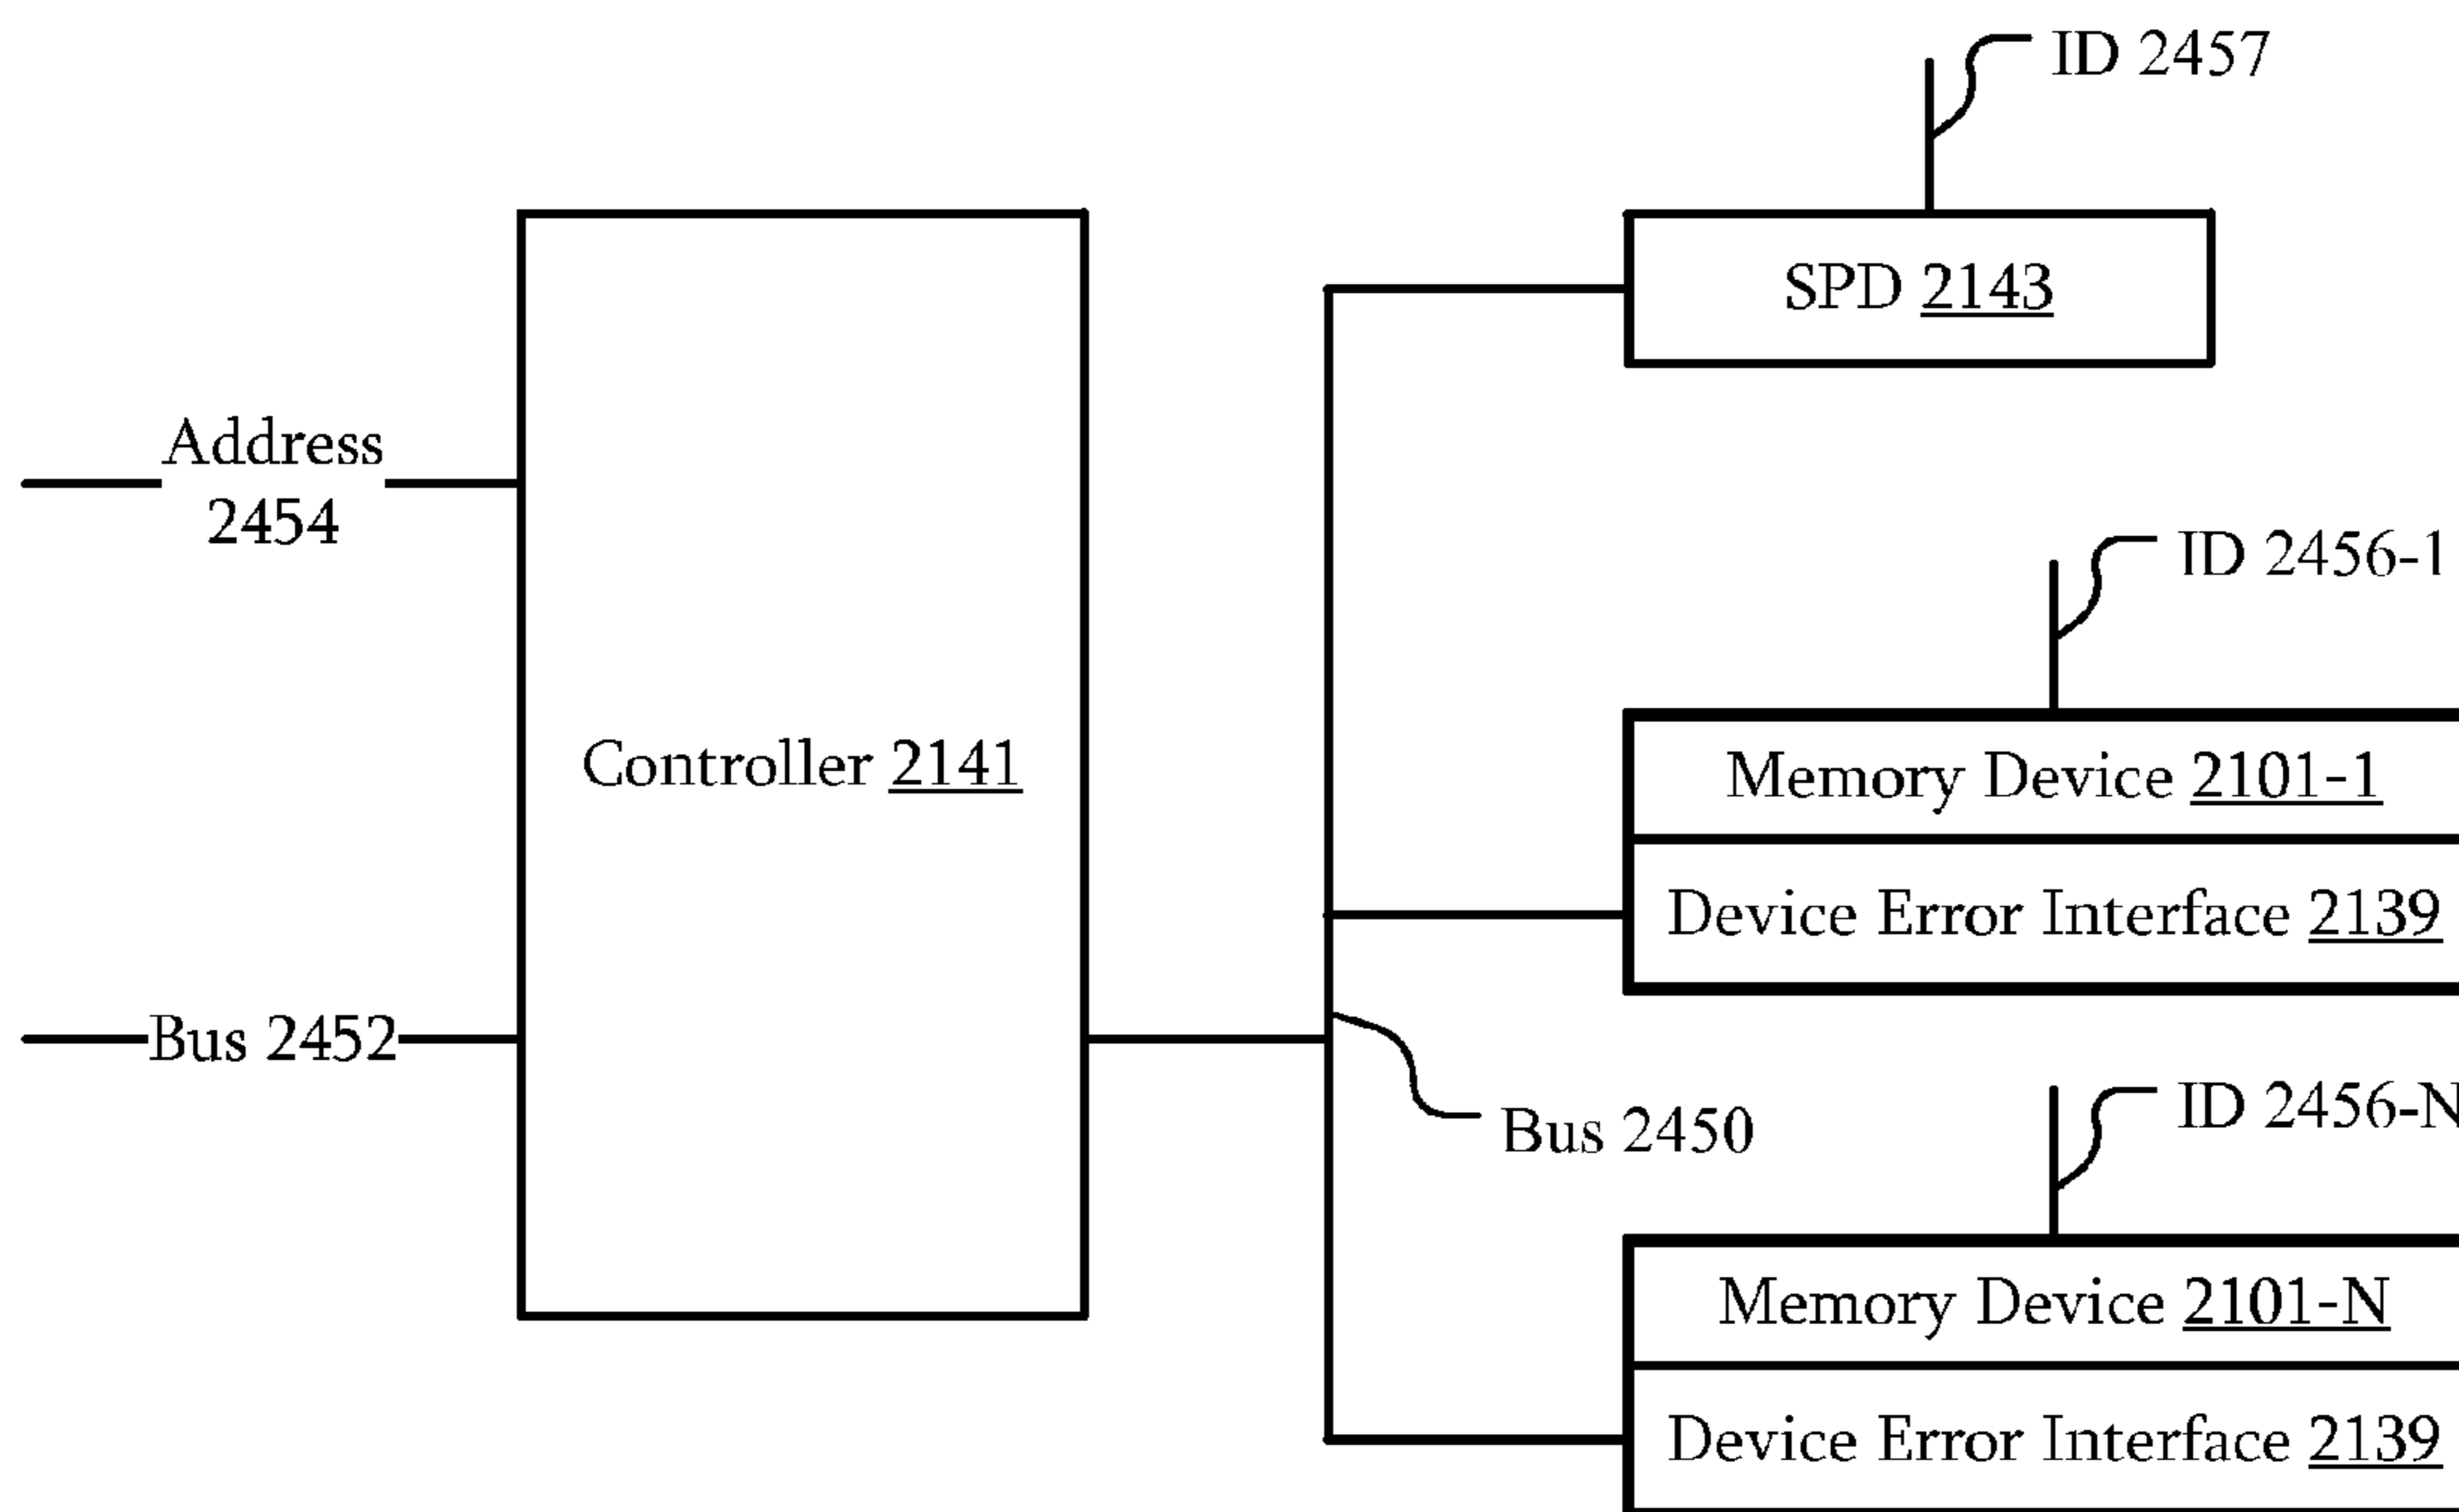 ID 2457
SPD 2143
Address
2454
ID 2456-1
Controller 2141
Memory Device 2101-1
Device Error Interface 2139
Bus 2452
Bus 2450
ID 2456-N
Memory Device 2101-N
Device Error Interface 2139